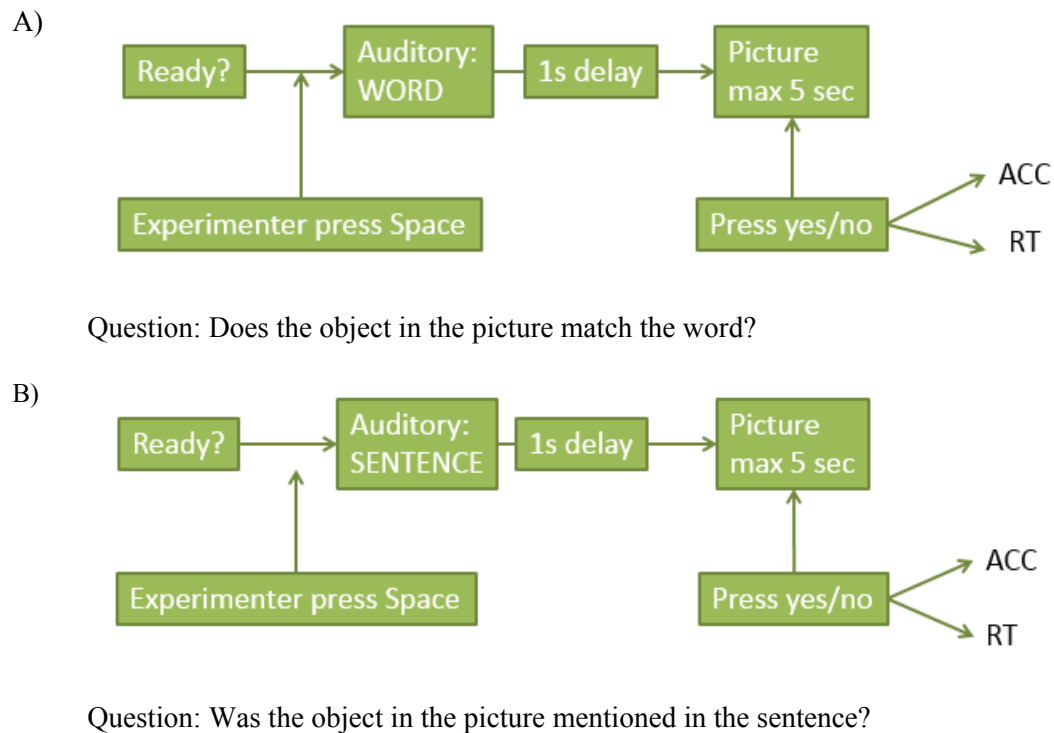 A)
Ready?
Auditory:
WORD
1s delay
Picture
max 5 sec
Experimenter press Space
Press yes/no
ACC
RT
Question: Does the object in the picture match the word?
B)
Ready?
Auditory:
SENTENCE
1s delay
Picture
max 5 sec
Experimenter press Space
Press yes/no
ACC
RT
Question: Was the object in the picture mentioned in the sentence?